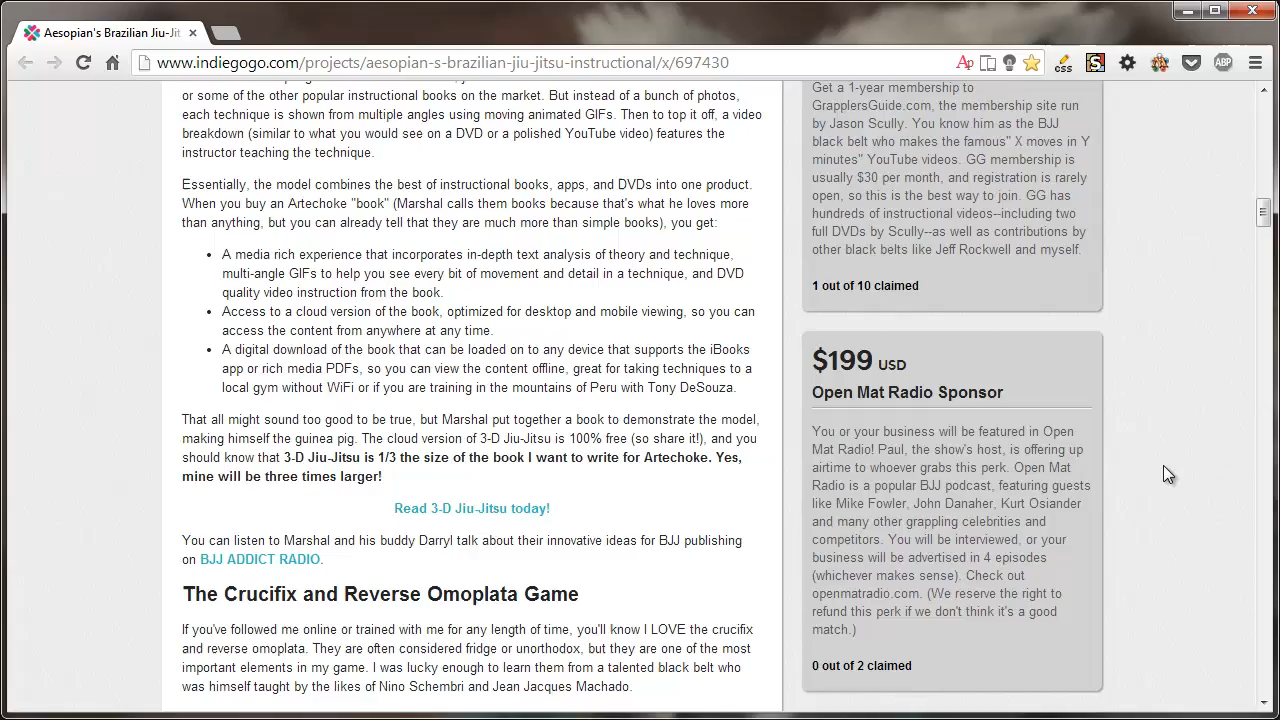 Aesopian's Brazilian Jiu-Jit
www.indiegogo.com/projects/aesopian-s-brazilian-jiu-jitsu-instructional/x/697430
or some of the other popular instructional books on the market. But instead of a bunch of photos,
each technique is shown from multiple angles using moving animated GIFs. Then to top it off, a video
breakdown (similar to what you would see on a DVD or a polished YouTube video) features the
instructor teaching the technique.
Essentially, the model combines the best of instructional books, apps, and DVDs into one product.
When you buy an Artechoke "book" (Marshal calls them books because that's what he loves more
than anything, but you can already tell that they are much more than simple books), you get:
A media rich experience that incorporates in-depth text analysis of theory and technique,
multi-angle GIFs to help you see every bit of movement and detail in a technique, and DVD
quality video instruction from the book.
Access to a cloud version of the book, optimized for desktop and mobile viewing, so you can
access the content from anywhere at any time.
A digital download of the book that can be loaded on to any device that supports the iBooks
app or rich media PDFs, so you can view the content offline, great for taking techniques to a
local gym without WiFi or if you are training in the mountains of Peru with Tony DeSouza.
That all might sound too good to be true, but Marshal put together a book to demonstrate the model,
making himself the guinea pig. The cloud version of 3-D Jiu-Jitsu is 100% free (so share it!), and you
should know that 3-D Jiu-Jitsu is 1/3 the size of the book I want to write for Artechoke. Yes,
mine will be three times larger!
Read 3-D Jiu-Jitsu today!
You can listen to Marshal and his buddy Darryl talk about their innovative ideas for BJJ publishing
on BJJ ADDICT RADIO.
The Crucifix and Reverse Omoplata Game
If you've followed me online or trained with me for any length of time, you'll know I LOVE the crucifix
and reverse omoplata. They are often considered fridge or unorthodox, but they are one of the most
important elements in my game. I was lucky enough to learn them from a talented black belt who
was himself taught by the likes of Nino Schembri and Jean Jacques Machado.
Get a 1-year membership to
GrapplersGuide.com, the membership site run
by Jason Scully. You know him as the BJJ
black belt who makes the famous" X moves in Y
minutes" YouTube videos. GG membership is
usually $30 per month, and registration is rarely
open, so this is the best way to join. GG has
hundreds of instructional videos--including two
full DVDs by Scully--as well as contributions by
other black belts like Jeff Rockwell and myself.
1 out of 10 claimed
$199 USD
Open Mat Radio Sponsor
You or your business will be featured in Open
Mat Radio! Paul, the show's host, is offering up
airtime to whoever grabs this perk. Open Mat
Radio is a popular BJJ podcast, featuring guests
like Mike Fowler, John Danaher, Kurt Osiander
and many other grappling celebrities and
competitors. You will be interviewed, or your
business will be advertised in 4 episodes
(whichever makes sense). Check out
openmatradio.com. (We reserve the right to
refund this perk if we don't think it's a good
match.)
0 out of 2 claimed